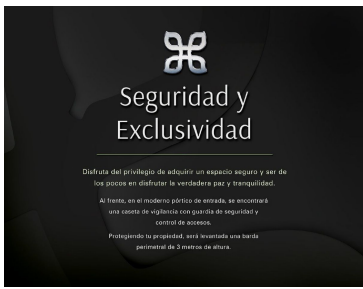 Seguridad y
Exclusividad
Disfruta del privilegio de adquirir un espacio seguro y ser de
los pocos en disfrutar la verdadera paz y tranquilidad.
Al frente, en el moderno pórtico de entrada, se encontrará
una caseta de vigilancia con guardia de seguridad y
control de accesos.
Protegiendo tu propiedad, será levantada una barda
perimetral de 3 metros de altura.